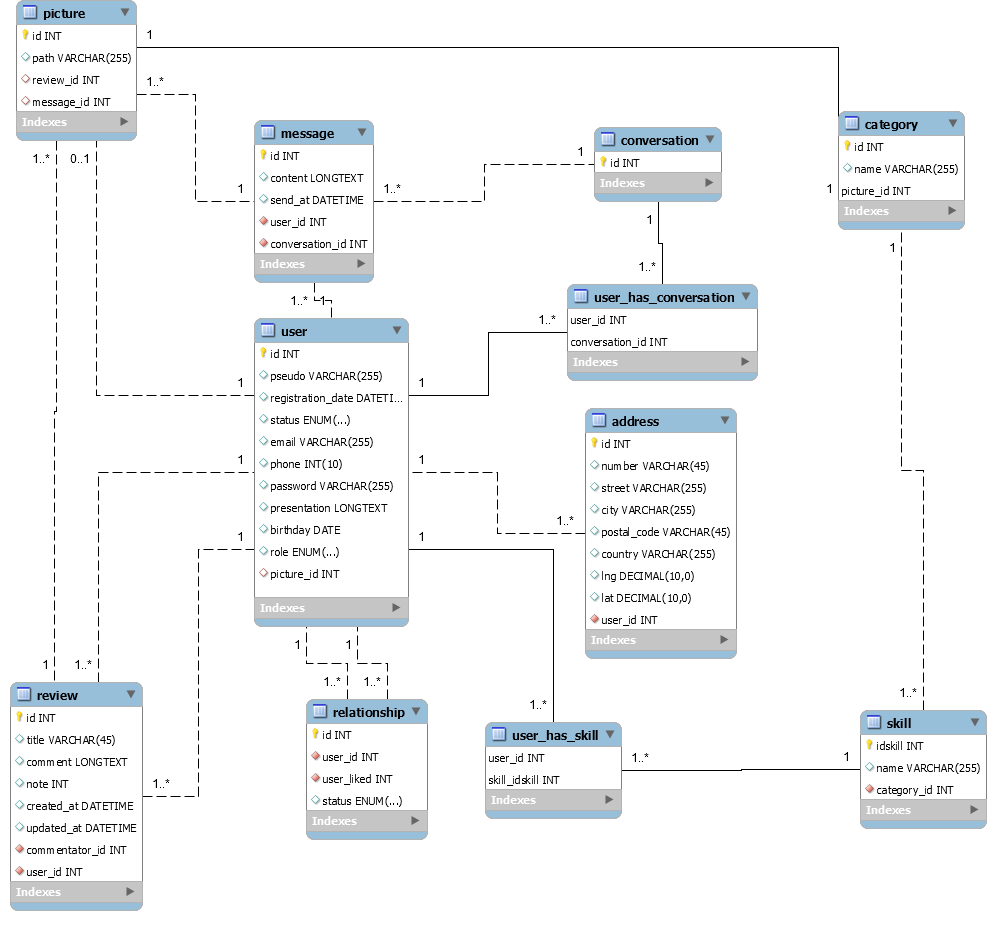 picture
id INT
path VARCHAR(255)
review_id INT
message_id INT
Indexes
1
1..*
1..*
0..1
message
id INT
content LONGTEXT
send_at DATETIME
user_id INT
conversation_id INT
Indexes
1
1..*
1..*
1
conversation
id INT
Indexes
1
1
1..*
category
id INT
name VARCHAR(255)
picture_id INT
Indexes
1
1
user_has_conversation
user_id INT
conversation_id INT
Indexes
1..*
user
id INT
pseudo VARCHAR(255)
registration_date DATETI...
status ENUM(...)
email VARCHAR(255)
phone INT(10)
password VARCHAR(255)
presentation LONGTEXT
birthday DATE
role ENUM(...)
picture_id INT
Indexes
1
1
1
1
1
1
1
1
address
id INT
number VARCHAR(45)
street VARCHAR(255)
city VARCHAR(255)
postal_code VARCHAR(45)
country VARCHAR(255)
lng DECIMAL(10,0)
lat DECIMAL(10,0)
user_id INT
Indexes
1..*
review
id INT
title VARCHAR(45)
comment LONGTEXT
note INT
created_at DATETIME
updated_at DATETIME
commentator_id INT
user_id INT
Indexes
1
1..*
1..*
relationship
id INT
user_id INT
user_liked INT
status ENUM(...)
Indexes
1..*
1..*
user_has_skill
user_id INT
skill_idskill INT
Indexes
1..*
1..*
skill
idskill INT
name VARCHAR(255)
category_id INT
Indexes
1..*
1